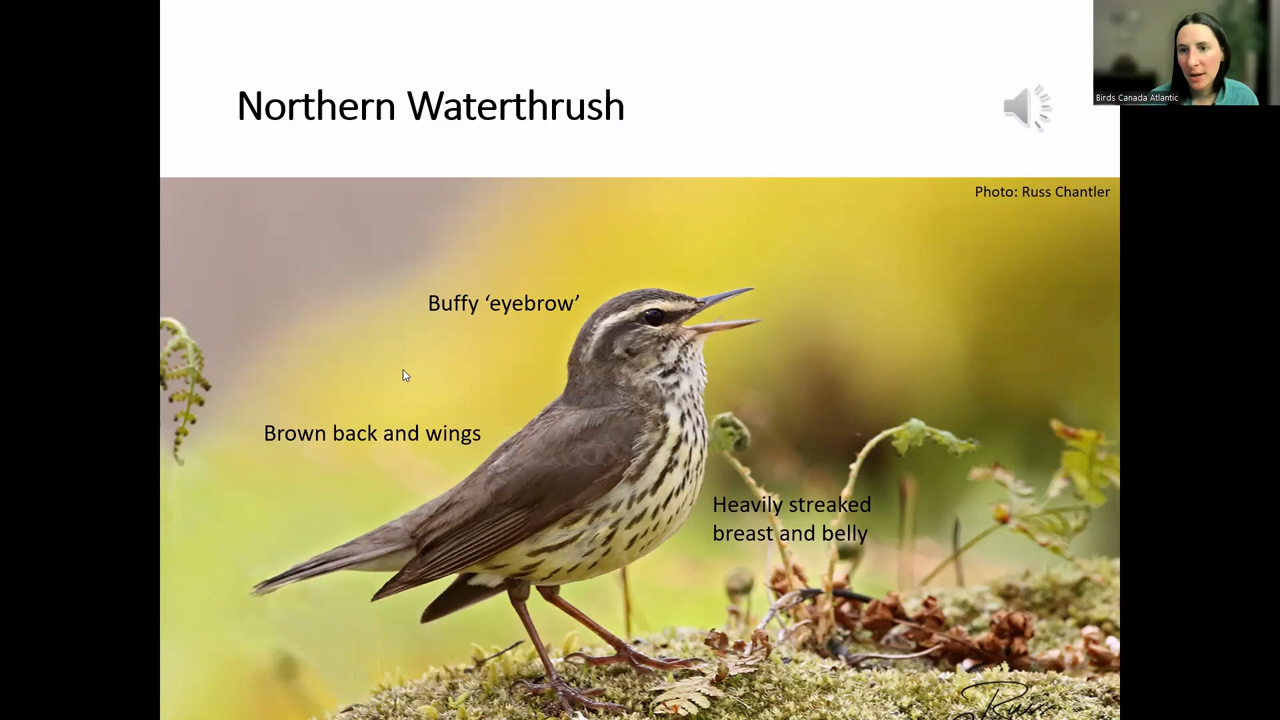 Northern Waterthrush
Birds Canada Atlantic
Photo: Russ Chantler
Buffy ‘eyebrow’
Brown back and wings
Heavily streaked
breast and belly
Russ